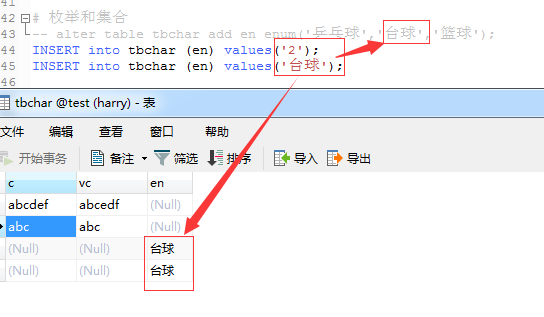 41
42 # 枚举和集合
43 -- alter table tbchar add en enum('乒乓球','台球','篮球');
44 INSERT into tbchar (en) values('2');
45 INSERT into tbchar (en) values('台球');
46
tbchar @test (harry) - 表
文件 编辑 查看 窗口 帮助
开始事务 备注 筛选 排序 导入 导出
c vc en
abcdef abcedf (Null)
abc abc (Null)
(Null) (Null) 台球
(Null) (Null) 台球